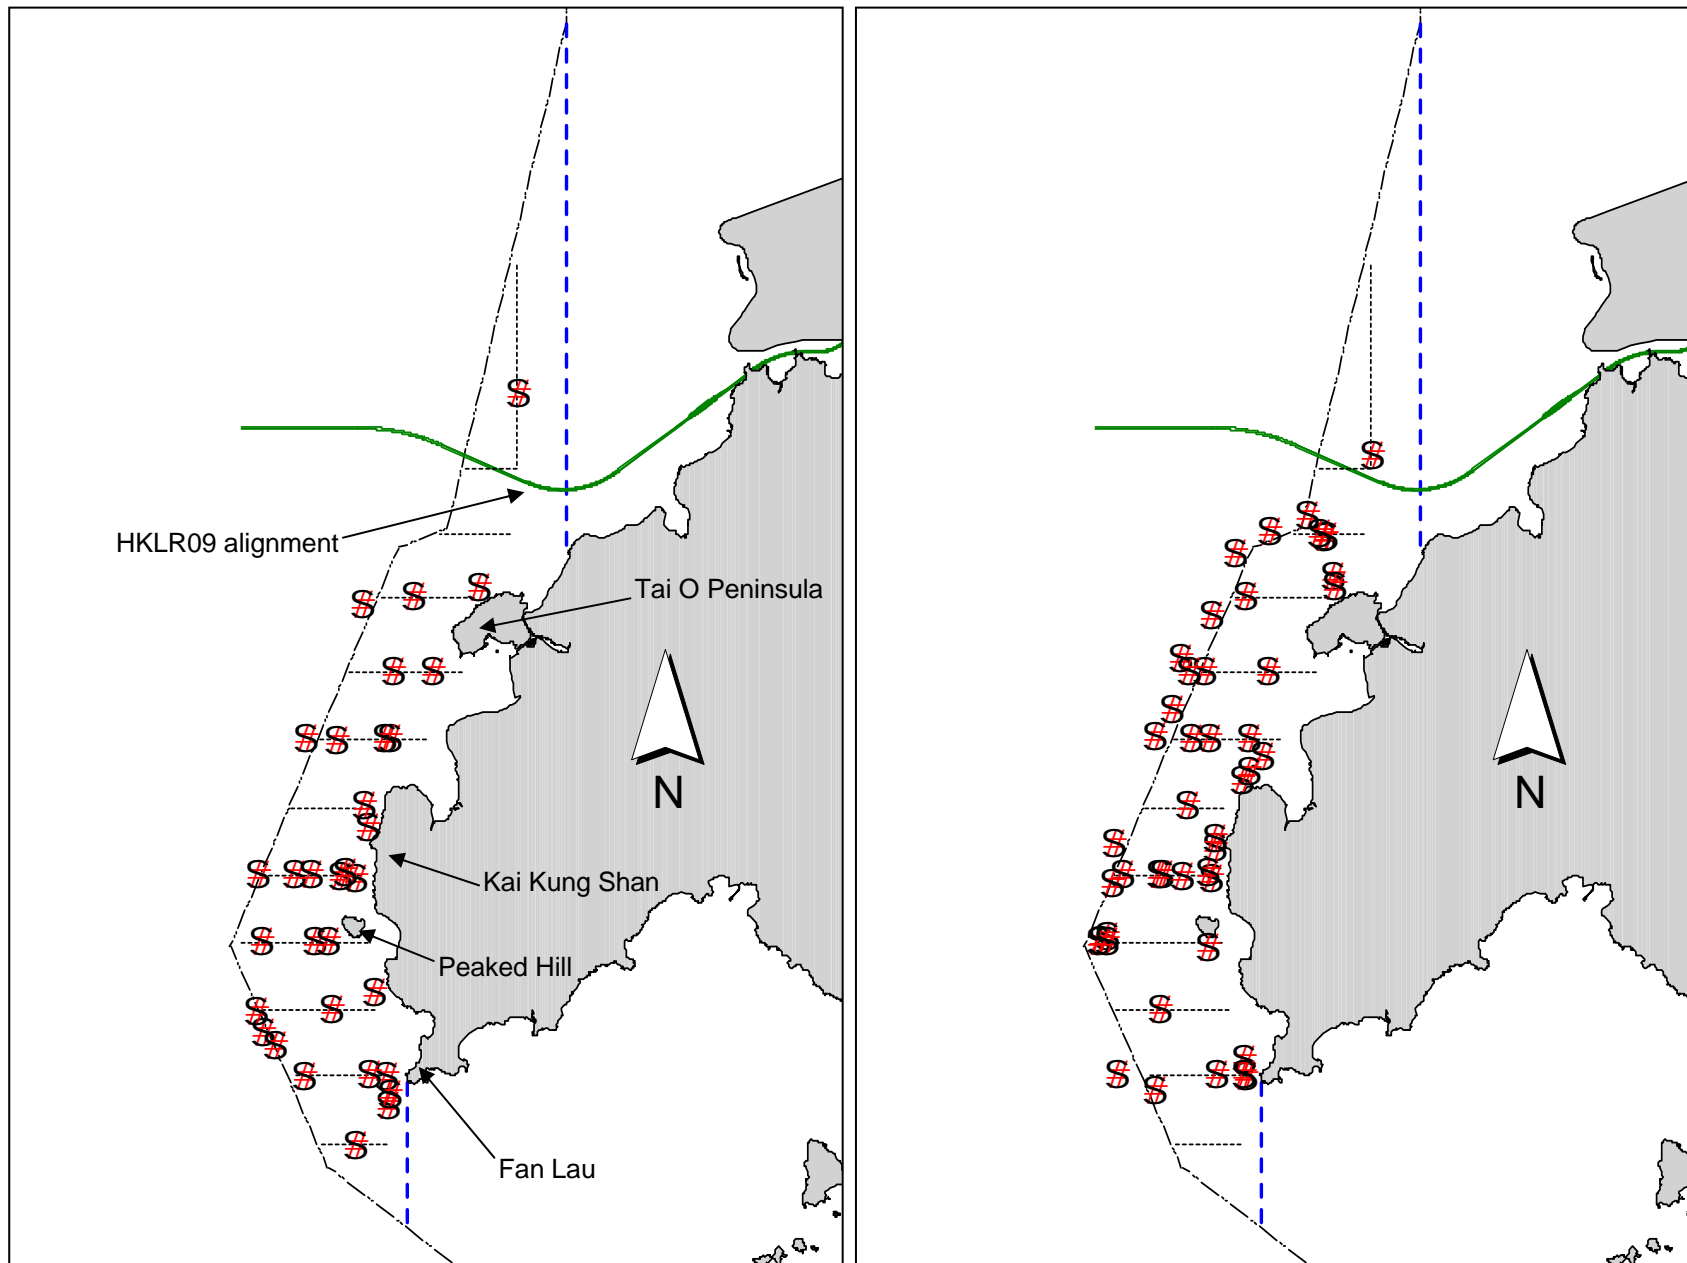 HKLR09 alignment
Tai O Peninsula
N
Kai Kung Shan
Peaked Hill
Fan Lau
N